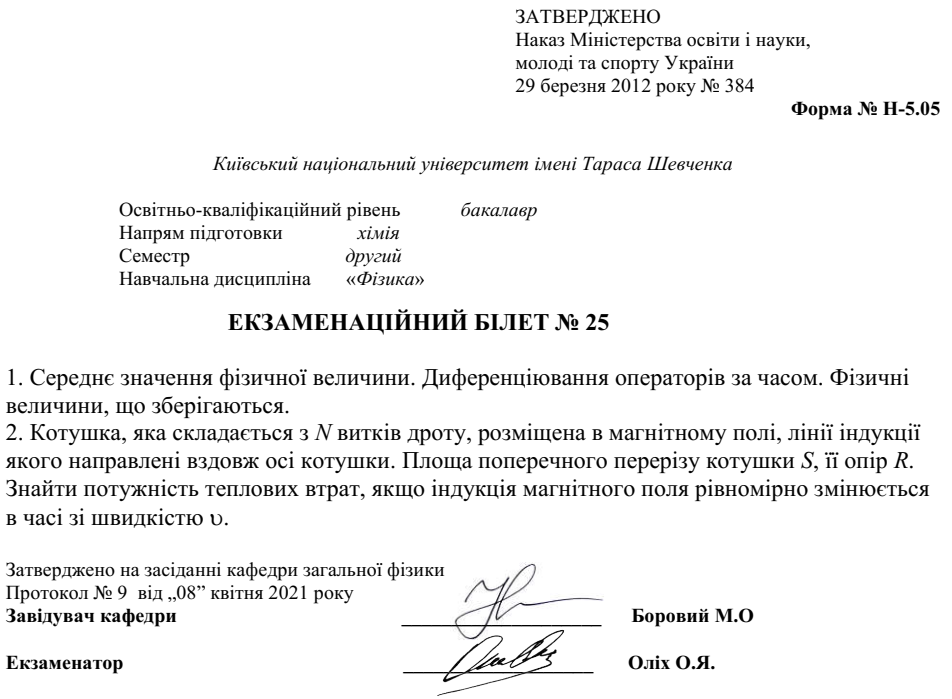 ЗАТВЕРДЖЕНО
Наказ Міністерства освіти і науки,
молоді та спорту України
29 березня 2012 року № 384
Форма № Н-5.05
Київський національний університет імені Тараса Шевченка
Освітньо-кваліфікаційний рівень бакалавр
Напрям підготовки хімія
Семестр другий
Навчальна дисципліна «Фізика»
ЕКЗАМЕНАЦІЙНИЙ БІЛЕТ № 25
1. Середнє значення фізичної величини. Диференціювання операторів за часом. Фізичні
величини, що зберігаються.
2. Котушка, яка складається з N витків дроту, розміщена в магнітному полі, лінії індукції
якого направлені вздовж осі котушки. Площа поперечного перерізу котушки S, її опір R.
Знайти потужність теплових втрат, якщо індукція магнітного поля рівномірно змінюється
в часі зі швидкістю υ.
Затверджено на засіданні кафедри загальної фізики
Протокол № 9 від „08” квітня 2021 року
Завідувач кафедри Боровий М.О
Екзаменатор Оліх О.Я.